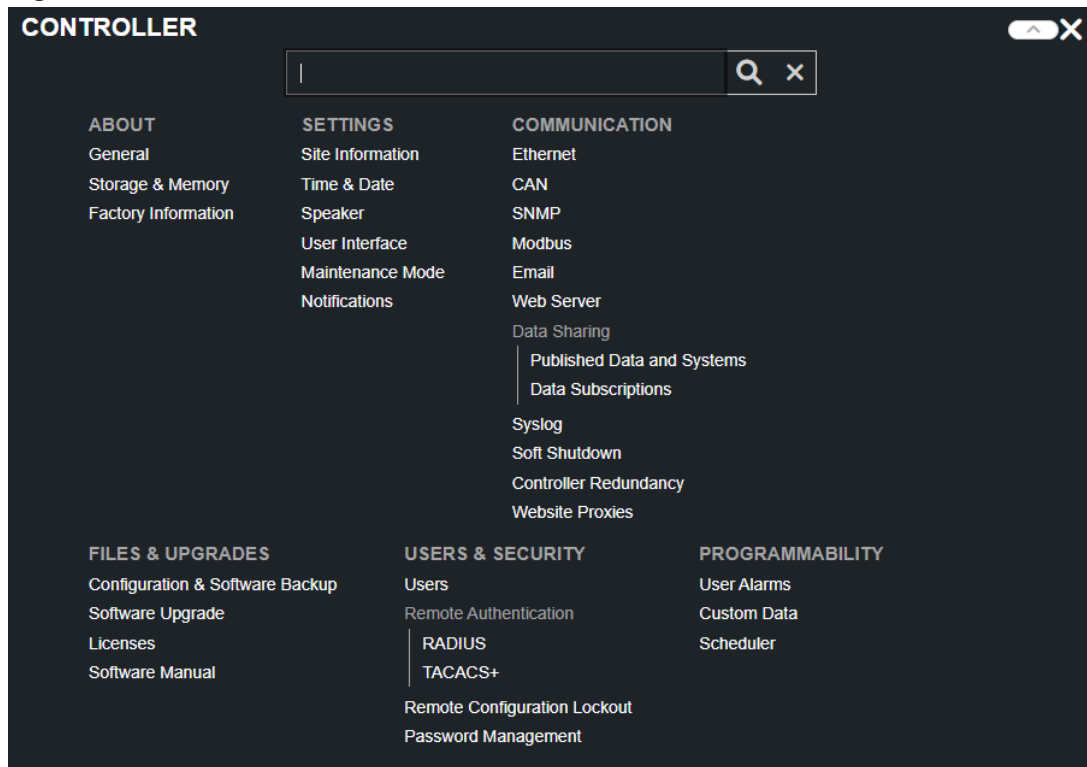 CONTROLLER
ABOUT
General
Storage & Memory
Factory Information
SETTINGS
Site Information
Time & Date
Speaker
User Interface
Maintenance Mode
Notifications
COMMUNICATION
Ethernet
CAN
SNMP
Modbus
Email
Web Server
Data Sharing
Published Data and Systems
Data Subscriptions
Syslog
Soft Shutdown
Controller Redundancy
Website Proxies
FILES & UPGRADES
Configuration & Software Backup
Software Upgrade
Licenses
Software Manual
USERS & SECURITY
Users
Remote Authentication
RADIUS
TACACS+
Remote Configuration Lockout
Password Management
PROGRAMMABILITY
User Alarms
Custom Data
Scheduler